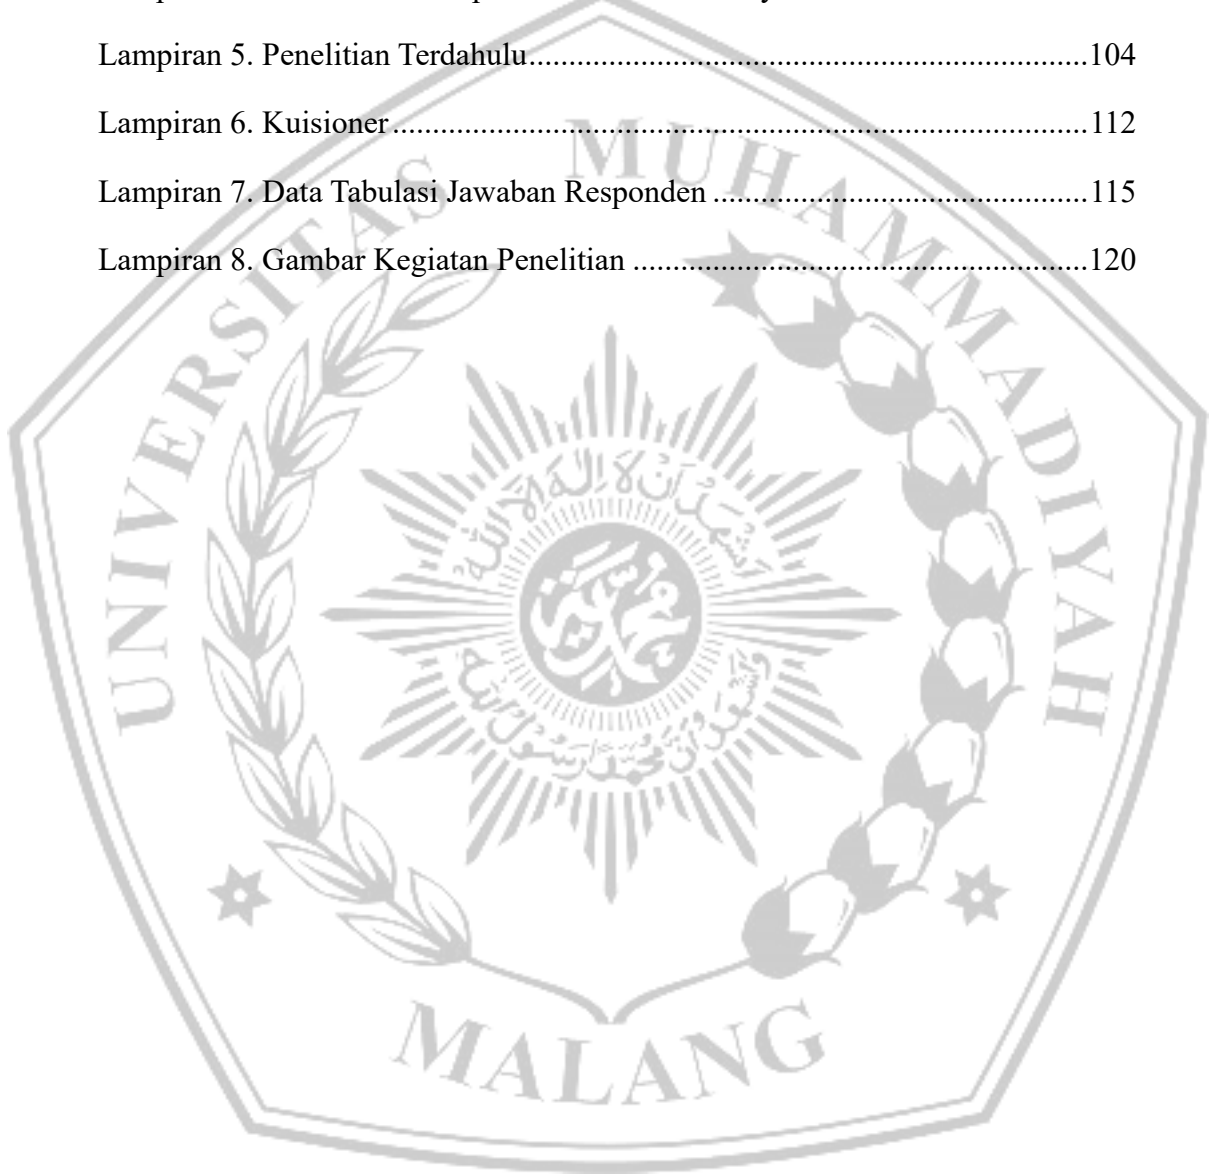 Lampiran 5. Penelitian Terdahulu.......................................................................104
Lampiran 6. Kuisioner.........................................................................................112
Lampiran 7. Data Tabulasi Jawaban Responden ................................................115
Lampiran 8. Gambar Kegiatan Penelitian ..........................................................120
UNIVERSITAS MUHAMMADIYAH
MALANG